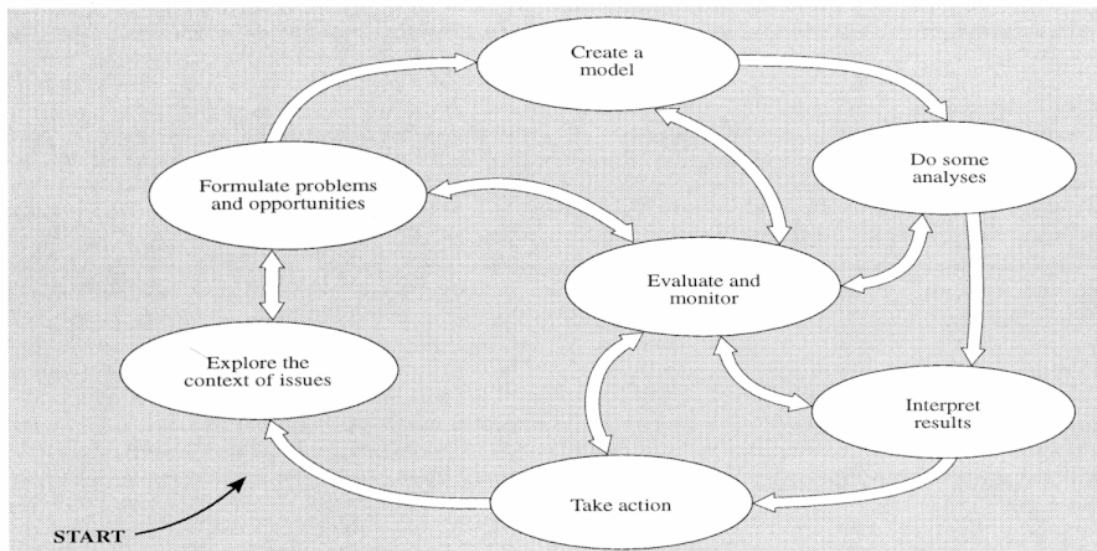 Create a
model
Do some
analyses
Formulate problems
and opportunities
Evaluate and
monitor
Explore the
context of issues
Interpret
results
Take action
START